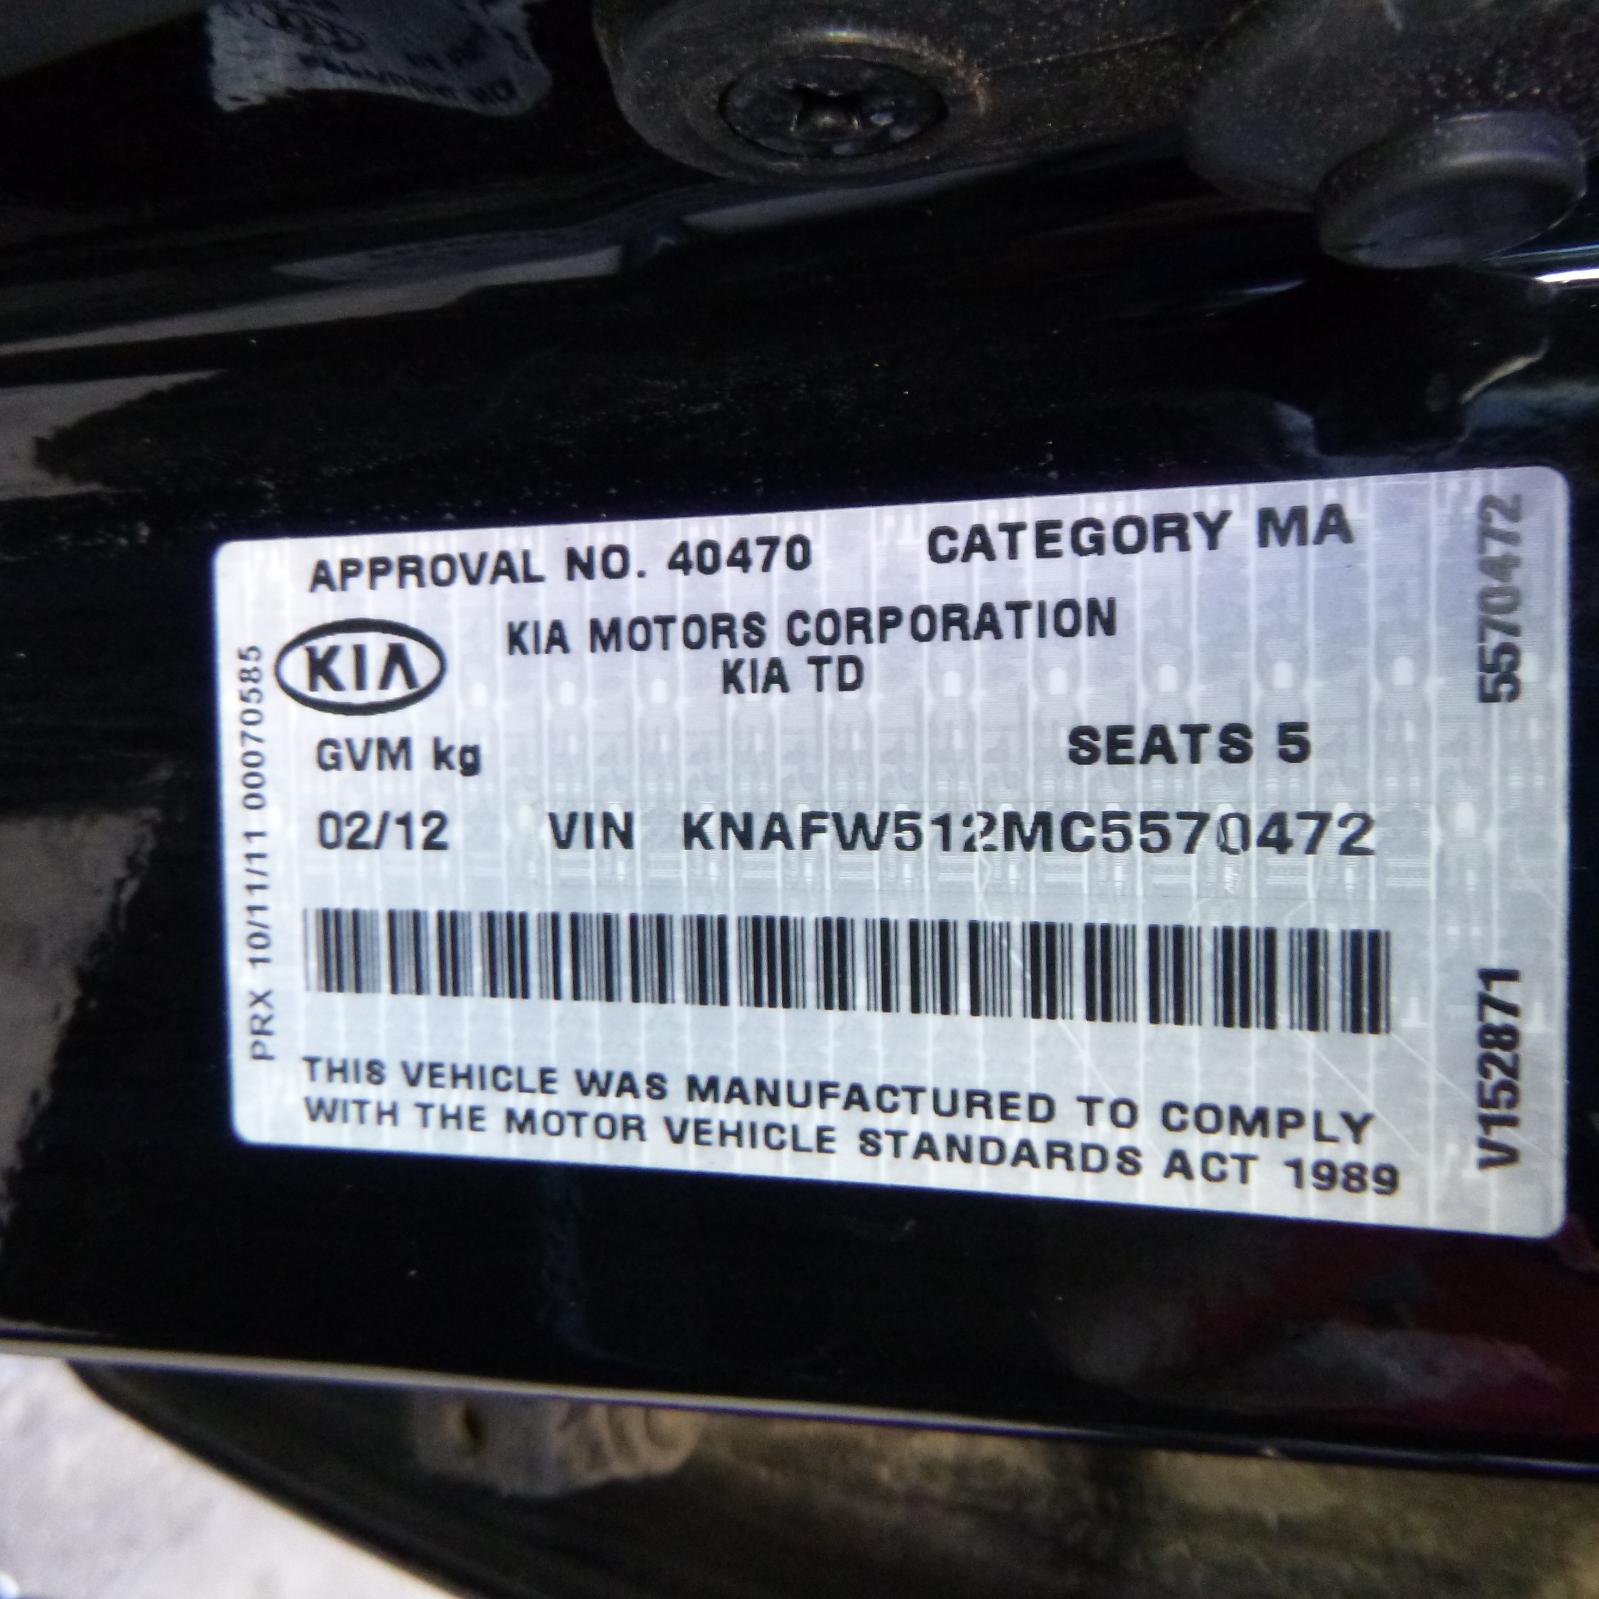 APPROVAL NO. 40470 CATEGORY MA
KIA
KIA MOTORS CORPORATION
KIA TD
GVM kg SEATS 5
02/12 VIN KNAFW512MC5570472
THIS VEHICLE WAS MANUFACTURED TO COMPLY
WITH THE MOTOR VEHICLE STANDARDS ACT 1989
PRX 10/11/11 00070585
V152871 5570472